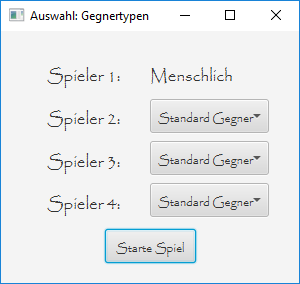 Auswahl: Gegnertypen
Spieler 1: Menschlich
Spieler 2: Standard Gegner
Spieler 3: Standard Gegner
Spieler 4: Standard Gegner
Starte Spiel